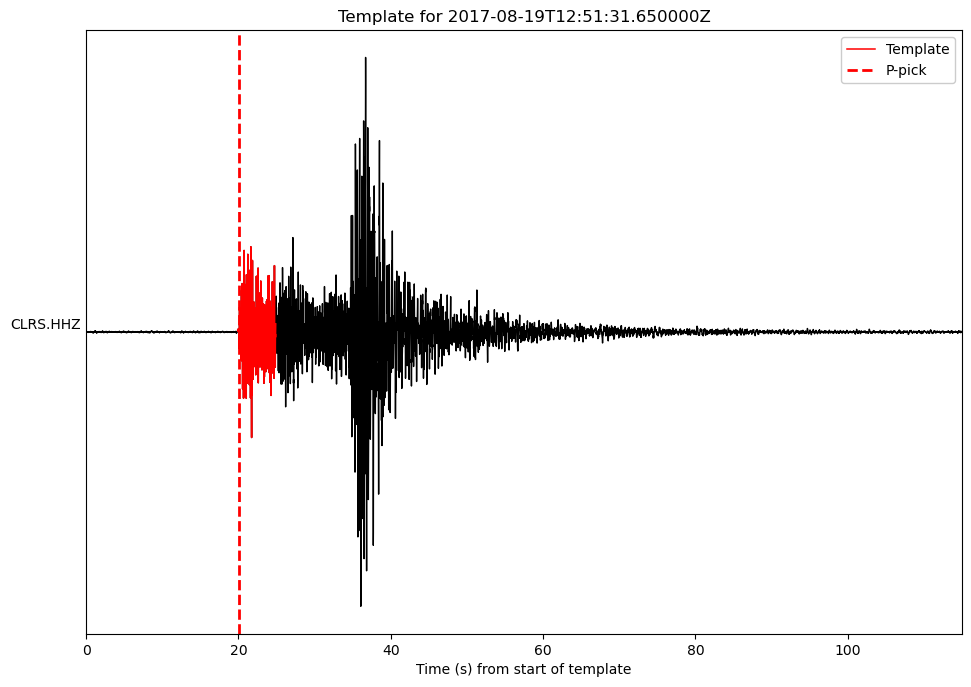 Template for 2017-08-19T12:51:31.650000Z
Template
P-pick
CLRS.HHZ
0 20 40 60 80 100
Time (s) from start of template